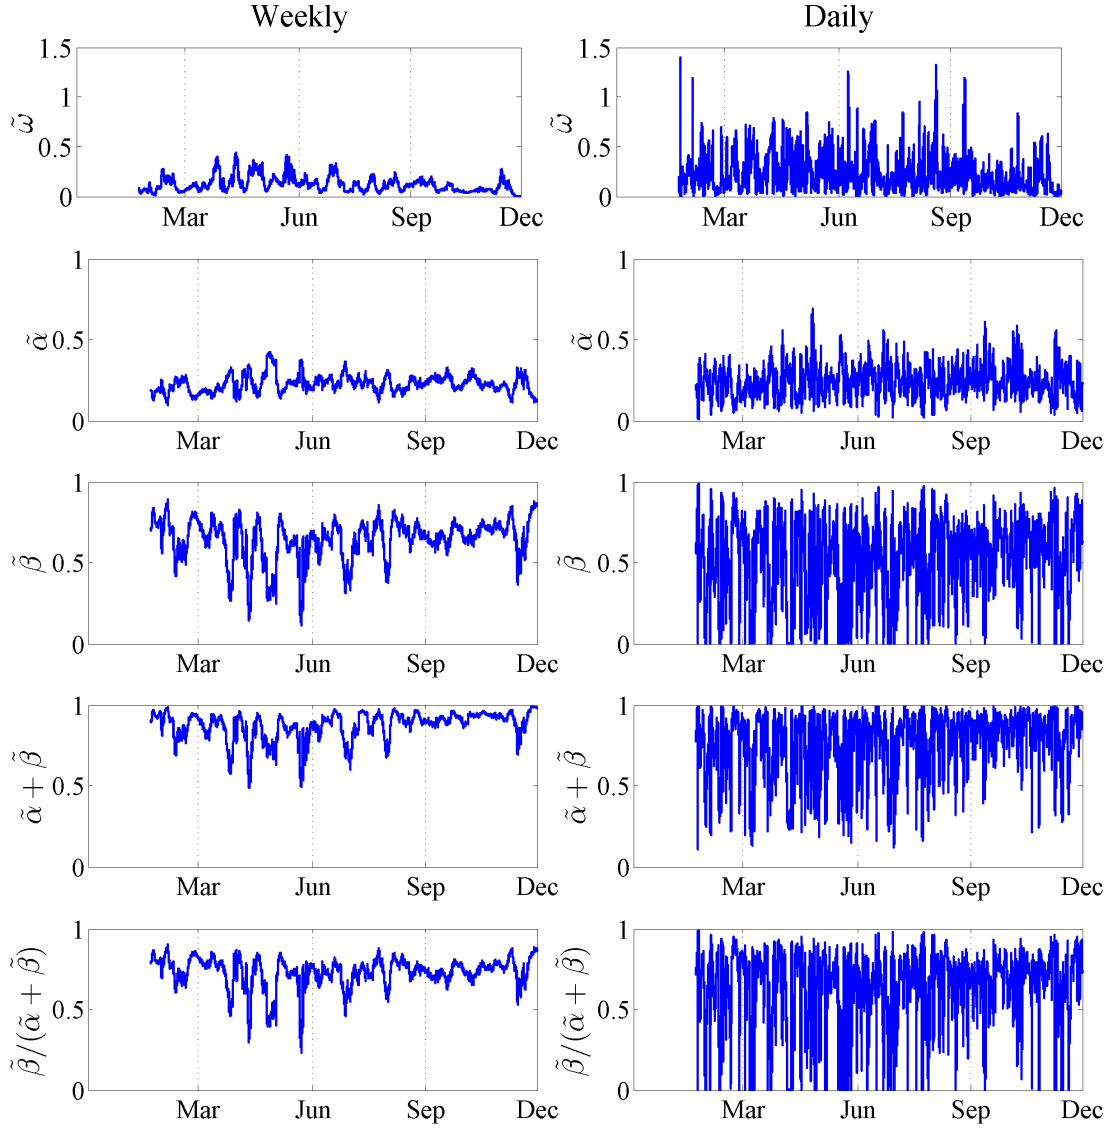 Weekly Daily
1.5 1.5
1 1
ω̃ 0.5 ω̃ 0.5
0 0
Mar Jun Sep Dec Mar Jun Sep Dec
1 1
α̃ 0.5 α̃ 0.5
0 0
Mar Jun Sep Dec Mar Jun Sep Dec
1 1
β̃ 0.5 β̃ 0.5
0 0
Mar Jun Sep Dec Mar Jun Sep Dec
1 1
α̃ + β̃ 0.5 α̃ + β̃ 0.5
0 0
Mar Jun Sep Dec Mar Jun Sep Dec
1 1
β̃/(α̃ + β̃) 0.5 β̃/(α̃ + β̃) 0.5
0 0
Mar Jun Sep Dec Mar Jun Sep Dec